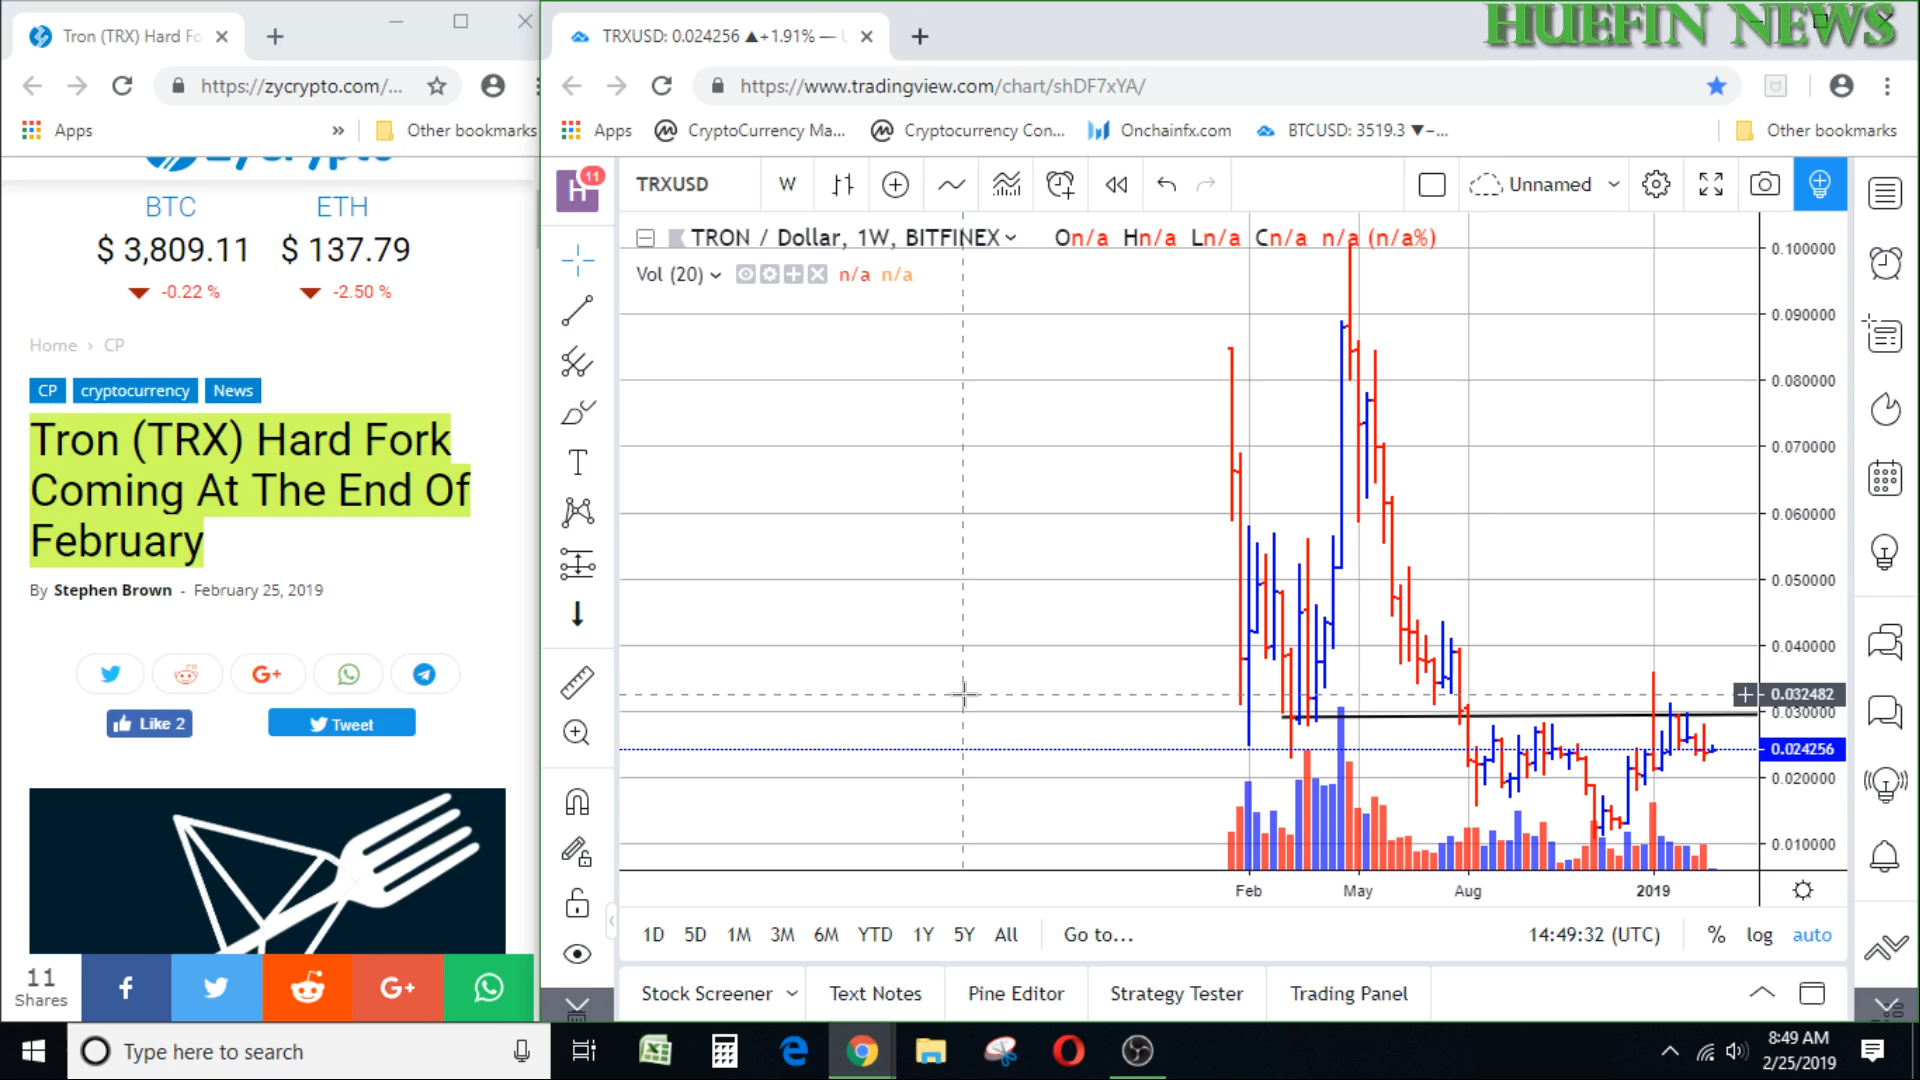 HUEFIN NEWS
Tron (TRX) Hard Fo
TRXUSD: 0.024256 ▲+1.91% —
https://zycrypto.com/...
https://www.tradingview.com/chart/shDF7xYA/
Apps
»
Other bookmarks
Apps
CryptoCurrency Ma...
Cryptocurrency Con...
Onchainfx.com
BTCUSD: 3519.3 ▼−...
Other bookmarks
ZyCrypto
BTC ETH
$ 3,809.11 $ 137.79
-0.22 % -2.50 %
Home › CP
CP cryptocurrency News
Tron (TRX) Hard Fork
Coming At The End Of
February
By Stephen Brown - February 25, 2019
G+
Like 2
Tweet
11
Shares
f
G+
H
11
TRXUSD
W
Unnamed
TRON / Dollar, 1W, BITFINEX
On/a Hn/a Ln/a Cn/a n/a (n/a%)
Vol (20)
n/a n/a
T
0.100000
0.090000
0.080000
0.070000
0.060000
0.050000
0.040000
0.032482
0.030000
0.024256
0.020000
0.010000
Feb May Aug 2019
1D 5D 1M 3M 6M YTD 1Y 5Y All
Go to...
14:49:32 (UTC)
% log auto
Stock Screener
Text Notes
Pine Editor
Strategy Tester
Trading Panel
Type here to search
8:49 AM
2/25/2019